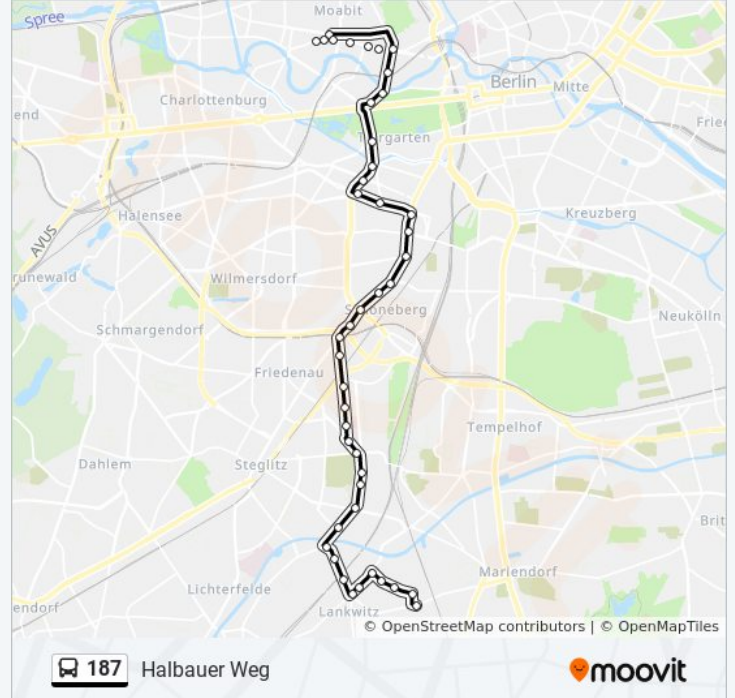 Moabit
Spree
Berlin
Mitte
Charlottenburg
end
Frie
Tiergarten
Halensee
Kreuzberg
AVUS
runewald
Wilmersdorf
Schöneberg
Neukölln
Schmargendorf
Friedenau
Tempelhof
Dahlem
Steglitz
Brit
Mariendorf
Lichterfelde
endorf
Lankwitz
© OpenStreetMap contributors | © OpenMapTiles
187 Halbauer Weg
moovit